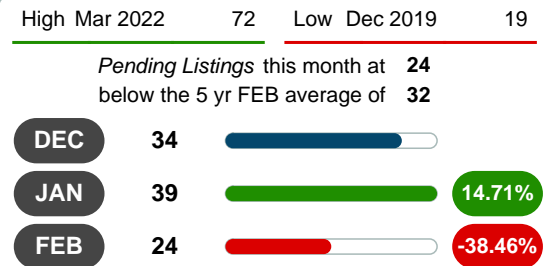 High Mar 2022 72 Low Dec 2019 19
Pending Listings this month at 24
below the 5 yr FEB average of 32
DEC 34
JAN 39 14.71%
FEB 24 -38.46%